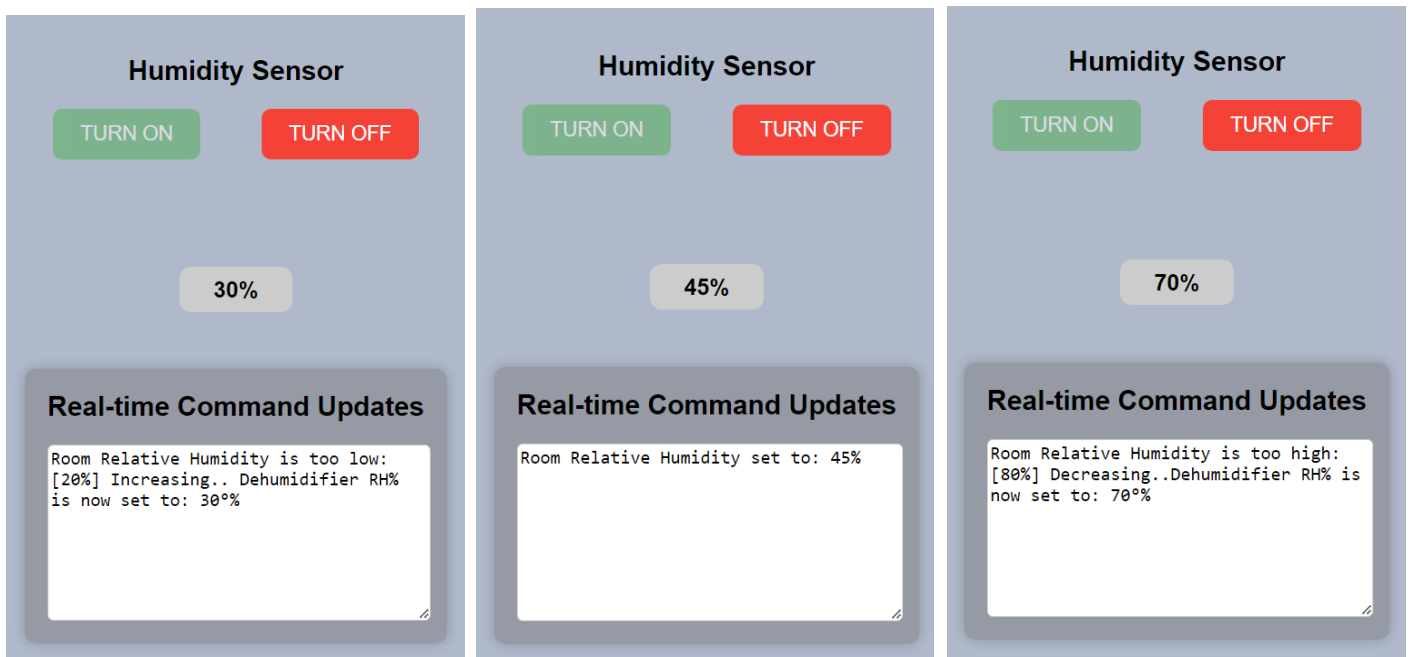 Humidity Sensor
TURN ON
TURN OFF
30%
Real-time Command Updates
Room Relative Humidity is too low:
[20%] Increasing.. Dehumidifier RH%
is now set to: 30°%
Humidity Sensor
TURN ON
TURN OFF
45%
Real-time Command Updates
Room Relative Humidity set to: 45%
Humidity Sensor
TURN ON
TURN OFF
70%
Real-time Command Updates
Room Relative Humidity is too high:
[80%] Decreasing..Dehumidifier RH% is
now set to: 70°%